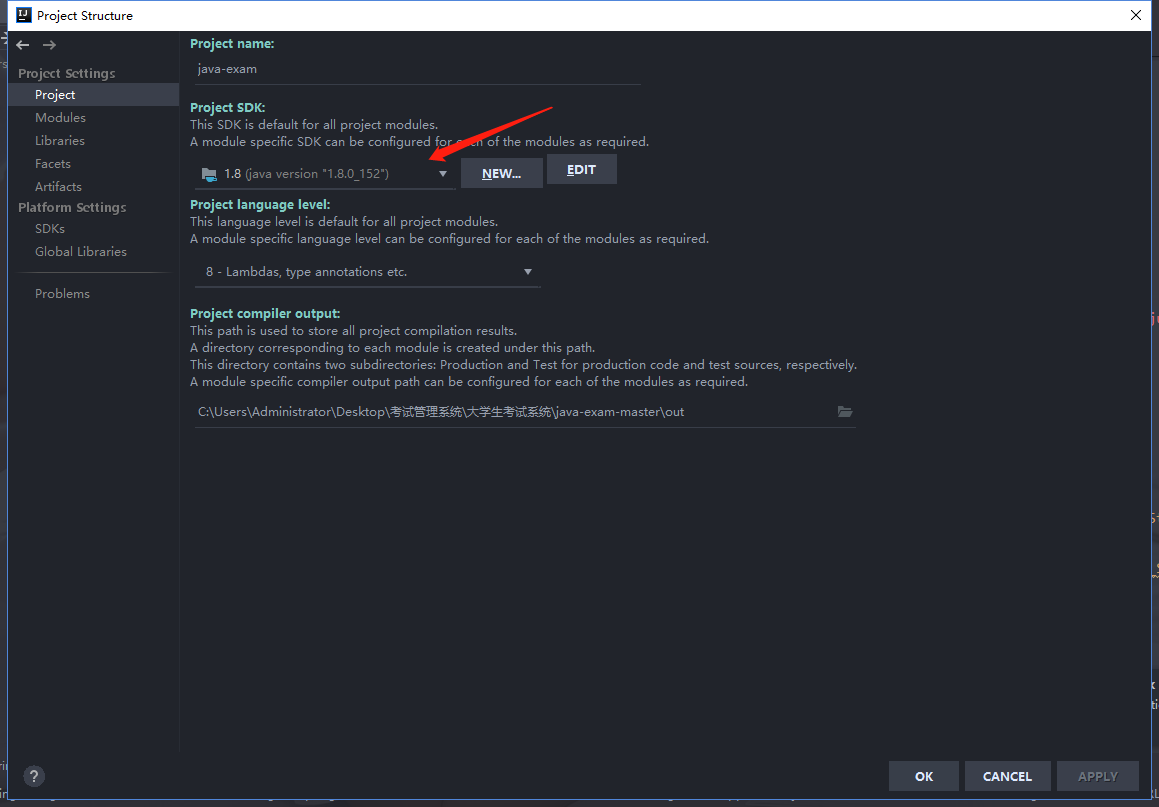 Project Structure
Project Settings
Project
Modules
Libraries
Facets
Artifacts
Platform Settings
SDKs
Global Libraries
Problems
Project name:
java-exam
Project SDK:
This SDK is default for all project modules.
A module specific SDK can be configured for each of the modules as required.
1.8 (java version "1.8.0_152")
NEW...
EDIT
Project language level:
This language level is default for all project modules.
A module specific language level can be configured for each of the modules as required.
8 - Lambdas, type annotations etc.
Project compiler output:
This path is used to store all project compilation results.
A directory corresponding to each module is created under this path.
This directory contains two subdirectories: Production and Test for production code and test sources, respectively.
A module specific compiler output path can be configured for each of the modules as required.
C:\Users\Administrator\Desktop\考试管理系统\大学生考试系统\java-exam-master\out
?
OK
CANCEL
APPLY